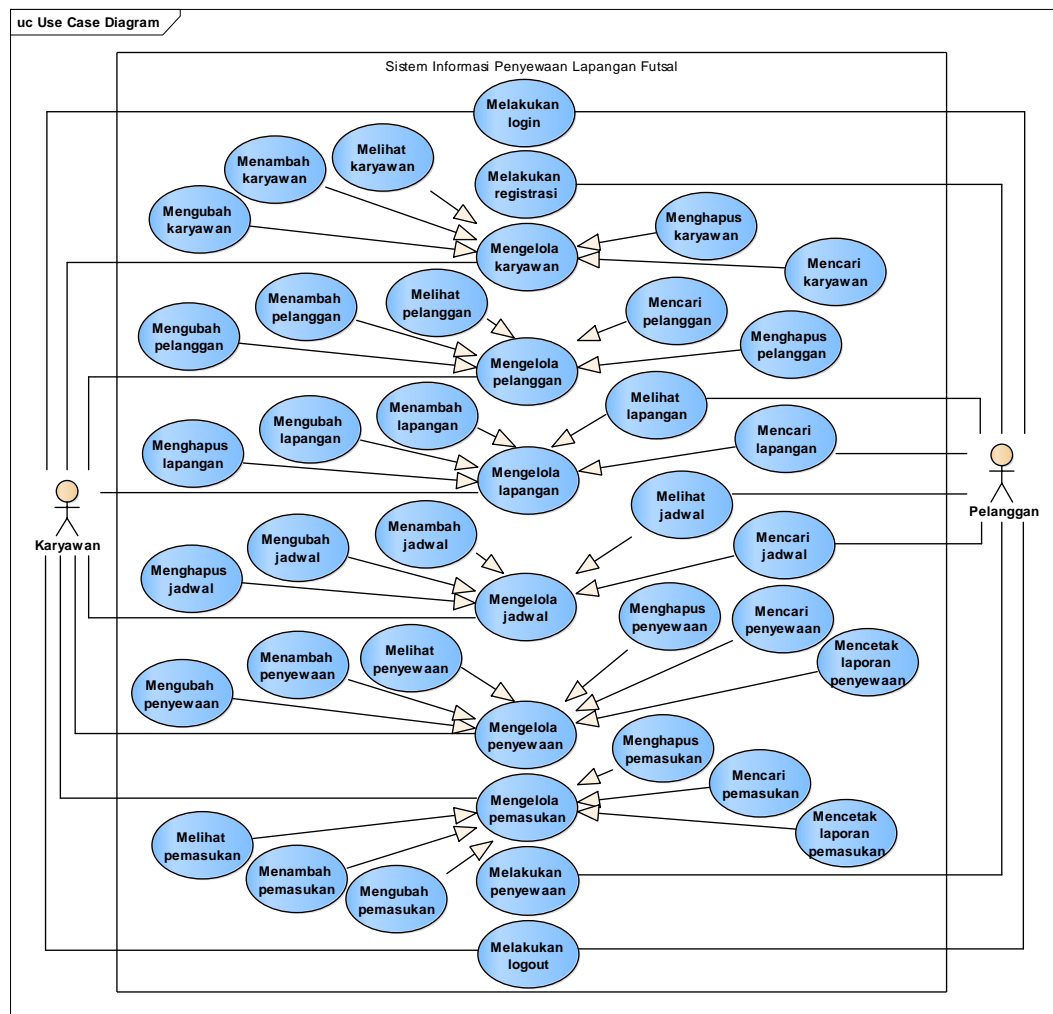 uc Use Case Diagram
Sistem Informasi Penyewaan Lapangan Futsal
Melakukan
login
Melihat
karyawan
Menambah
karyawan
Melakukan
registrasi
Mengubah
karyawan
Menghapus
karyawan
Mengelola
karyawan
Mencari
karyawan
Melihat
pelanggan
Menambah
pelanggan
Mencari
pelanggan
Mengubah
pelanggan
Menghapus
pelanggan
Mengelola
pelanggan
Melihat
lapangan
Menambah
lapangan
Mengubah
lapangan
Mencari
lapangan
Menghapus
lapangan
Mengelola
lapangan
Karyawan
Pelanggan
Melihat
jadwal
Menambah
jadwal
Mengubah
jadwal
Mencari
jadwal
Menghapus
jadwal
Mengelola
jadwal
Menghapus
penyewaan
Mencari
penyewaan
Melihat
penyewaan
Menambah
penyewaan
Mencetak
laporan
penyewaan
Mengubah
penyewaan
Mengelola
penyewaan
Menghapus
pemasukan
Mencari
pemasukan
Mengelola
pemasukan
Mencetak
laporan
pemasukan
Melihat
pemasukan
Menambah
pemasukan
Mengubah
pemasukan
Melakukan
penyewaan
Melakukan
logout